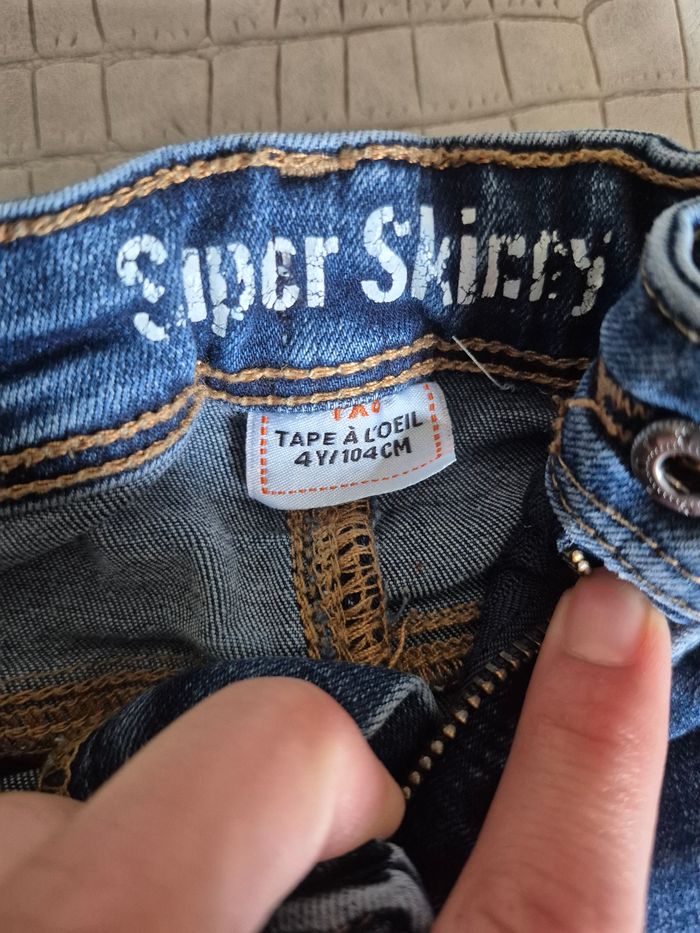 Super Skinny
TAPE À L'OEIL
4Y/104CM